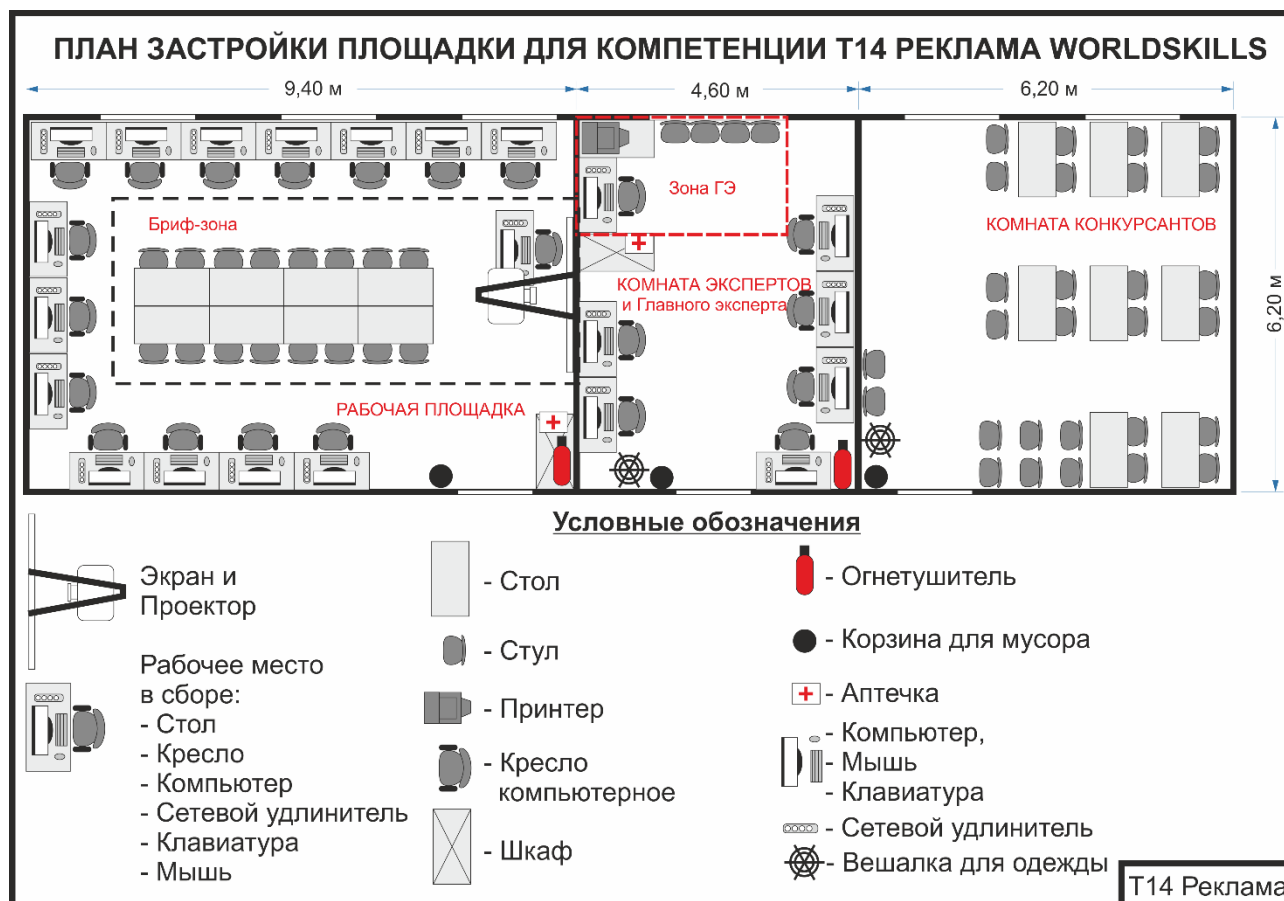 ПЛАН ЗАСТРОЙКИ ПЛОЩАДКИ ДЛЯ КОМПЕТЕНЦИИ Т14 РЕКЛАМА WORLDSKILLS
9,40 м
4,60 м
6,20 м
Бриф-зона
Зона ГЭ
КОМНАТА КОНКУРСАНТОВ
КОМНАТА ЭКСПЕРТОВ
и Главного эксперта
6,20 м
РАБОЧАЯ ПЛОЩАДКА
Условные обозначения
Экран и
Проектор
Рабочее место
в сборе:
- Стол
- Кресло
- Компьютер
- Сетевой удлинитель
- Клавиатура
- Мышь
- Стол
- Стул
- Принтер
- Кресло
компьютерное
- Шкаф
- Огнетушитель
- Корзина для мусора
- Аптечка
- Компьютер,
- Мышь
- Клавиатура
- Сетевой удлинитель
- Вешалка для одежды
Т14 Реклама